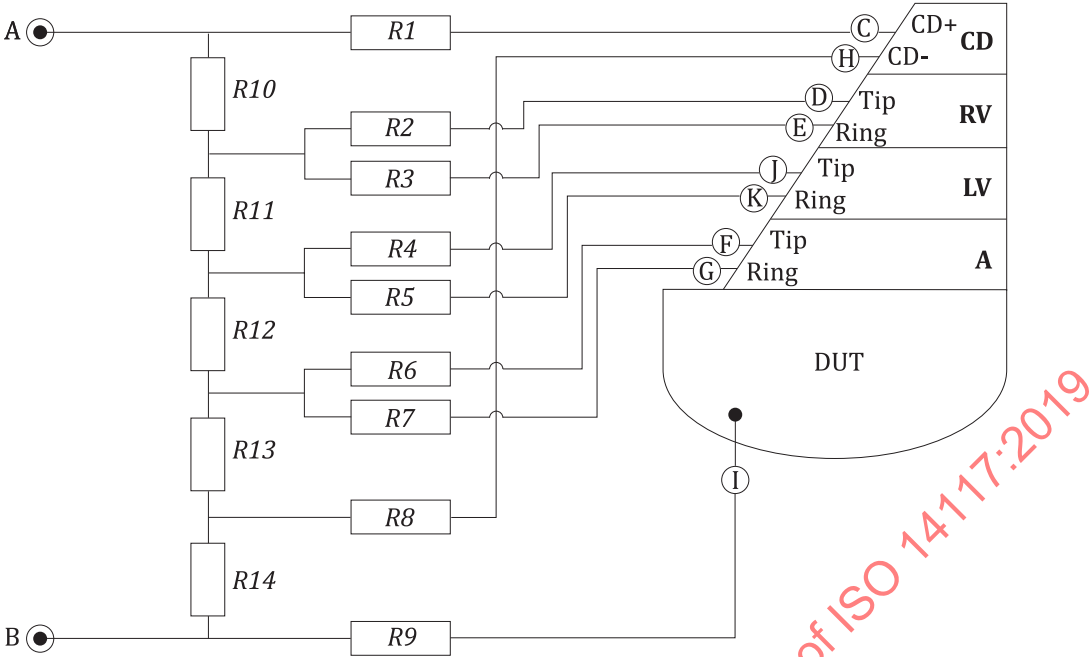 A R1 C CD+ CD
H CD-
R10
D Tip RV
R2 E Ring
R3 J Tip LV
R11 K Ring
R4 F Tip A
G Ring
R5
R12
R6 DUT
R7
R13
I
R8
R14
B R9
of ISO 14117:2019